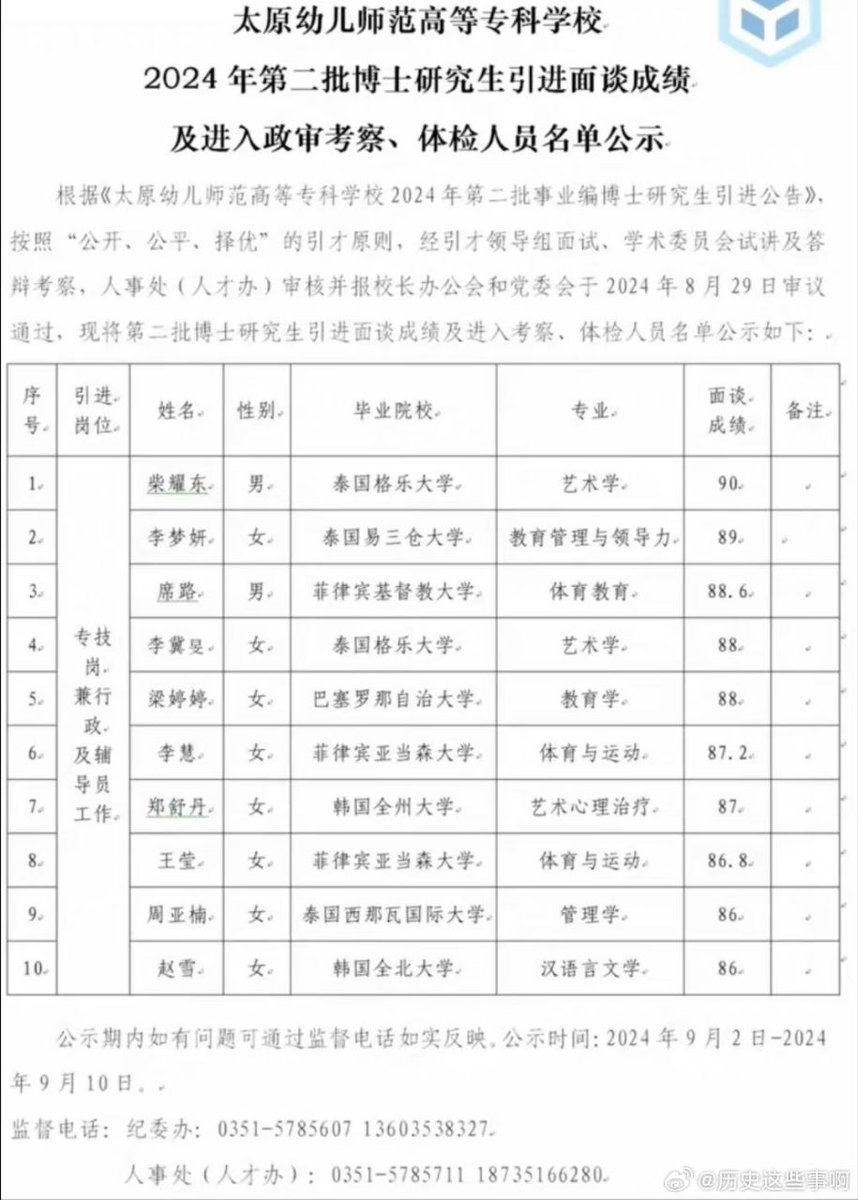 太原幼儿师范高等专科学校
2024 年第二批博士研究生引进面谈成绩
及进入政审考察、体检人员名单公示
根据《太原幼儿师范高等专科学校 2024 年第二批事业编博士研究生引进公告》，
按照“公开、公平、择优”的引才原则，经引才领导组面试、学术委员会试讲及答
辩考察，人事处（人才办）审核并报校长办公会和党委会于 2024 年 8 月 29 日审议
通过，现将第二批博士研究生引进面谈成绩及进入考察、体检人员名单公示如下：
序号 引进岗位 姓名 性别 毕业院校 专业 面谈成绩 备注
专技岗兼行政及辅导员工作
1 柴耀东 男 泰国格乐大学 艺术学 90
2 李梦妍 女 泰国易三仓大学 教育管理与领导力 89
3 席路 男 菲律宾基督教大学 体育教育 88.6
4 李冀旻 女 泰国格乐大学 艺术学 88
5 梁婷婷 女 巴塞罗那自治大学 教育学 88
6 李慧 女 菲律宾亚当森大学 体育与运动 87.2
7 郑舒丹 女 韩国全州大学 艺术心理治疗 87
8 王莹 女 菲律宾亚当森大学 体育与运动 86.8
9 周亚楠 女 泰国西那瓦国际大学 管理学 86
10 赵雪 女 韩国全北大学 汉语言文学 86
公示期内如有问题可通过监督电话如实反映。公示时间：2024 年 9 月 2 日-2024
年 9 月 10 日。
监督电话：纪委办：0351-5785607 13603538327
人事处（人才办）：0351-5785711 18735166280
@历史这些事啊